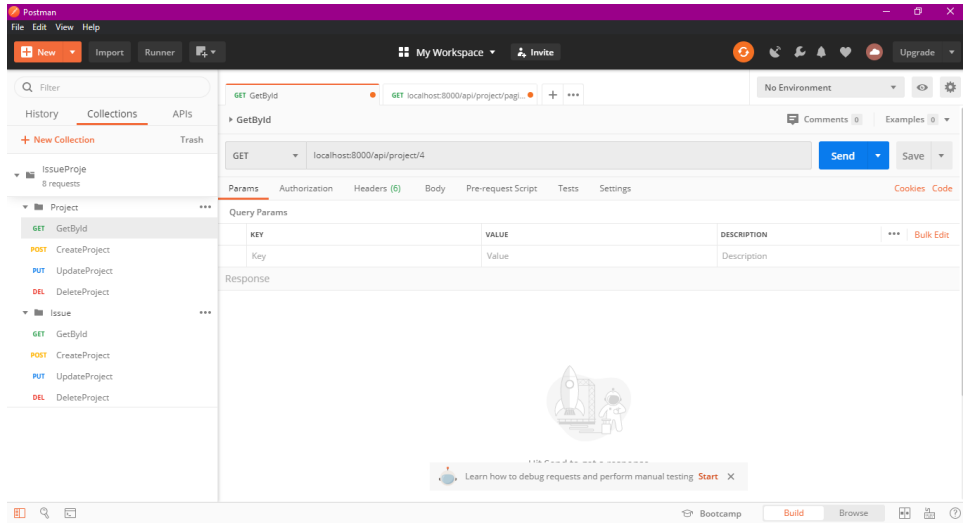 Postman
File Edit View Help
New Import Runner My Workspace Invite Upgrade
Filter
History Collections APIs
+ New Collection Trash
IssueProje
8 requests
Project
GET GetById
POST CreateProject
PUT UpdateProject
DEL DeleteProject
Issue
GET GetById
POST CreateProject
PUT UpdateProject
DEL DeleteProject
GET GetById GET localhost:8000/api/project/pagi... + ••• No Environment
GetById Comments 0 Examples 0
GET localhost:8000/api/project/4 Send Save
Params Authorization Headers (6) Body Pre-request Script Tests Settings Cookies Code
Query Params
KEY VALUE DESCRIPTION ••• Bulk Edit
Key Value Description
Response
Hit Send to get a response
Learn how to debug requests and perform manual testing Start
Bootcamp Build Browse